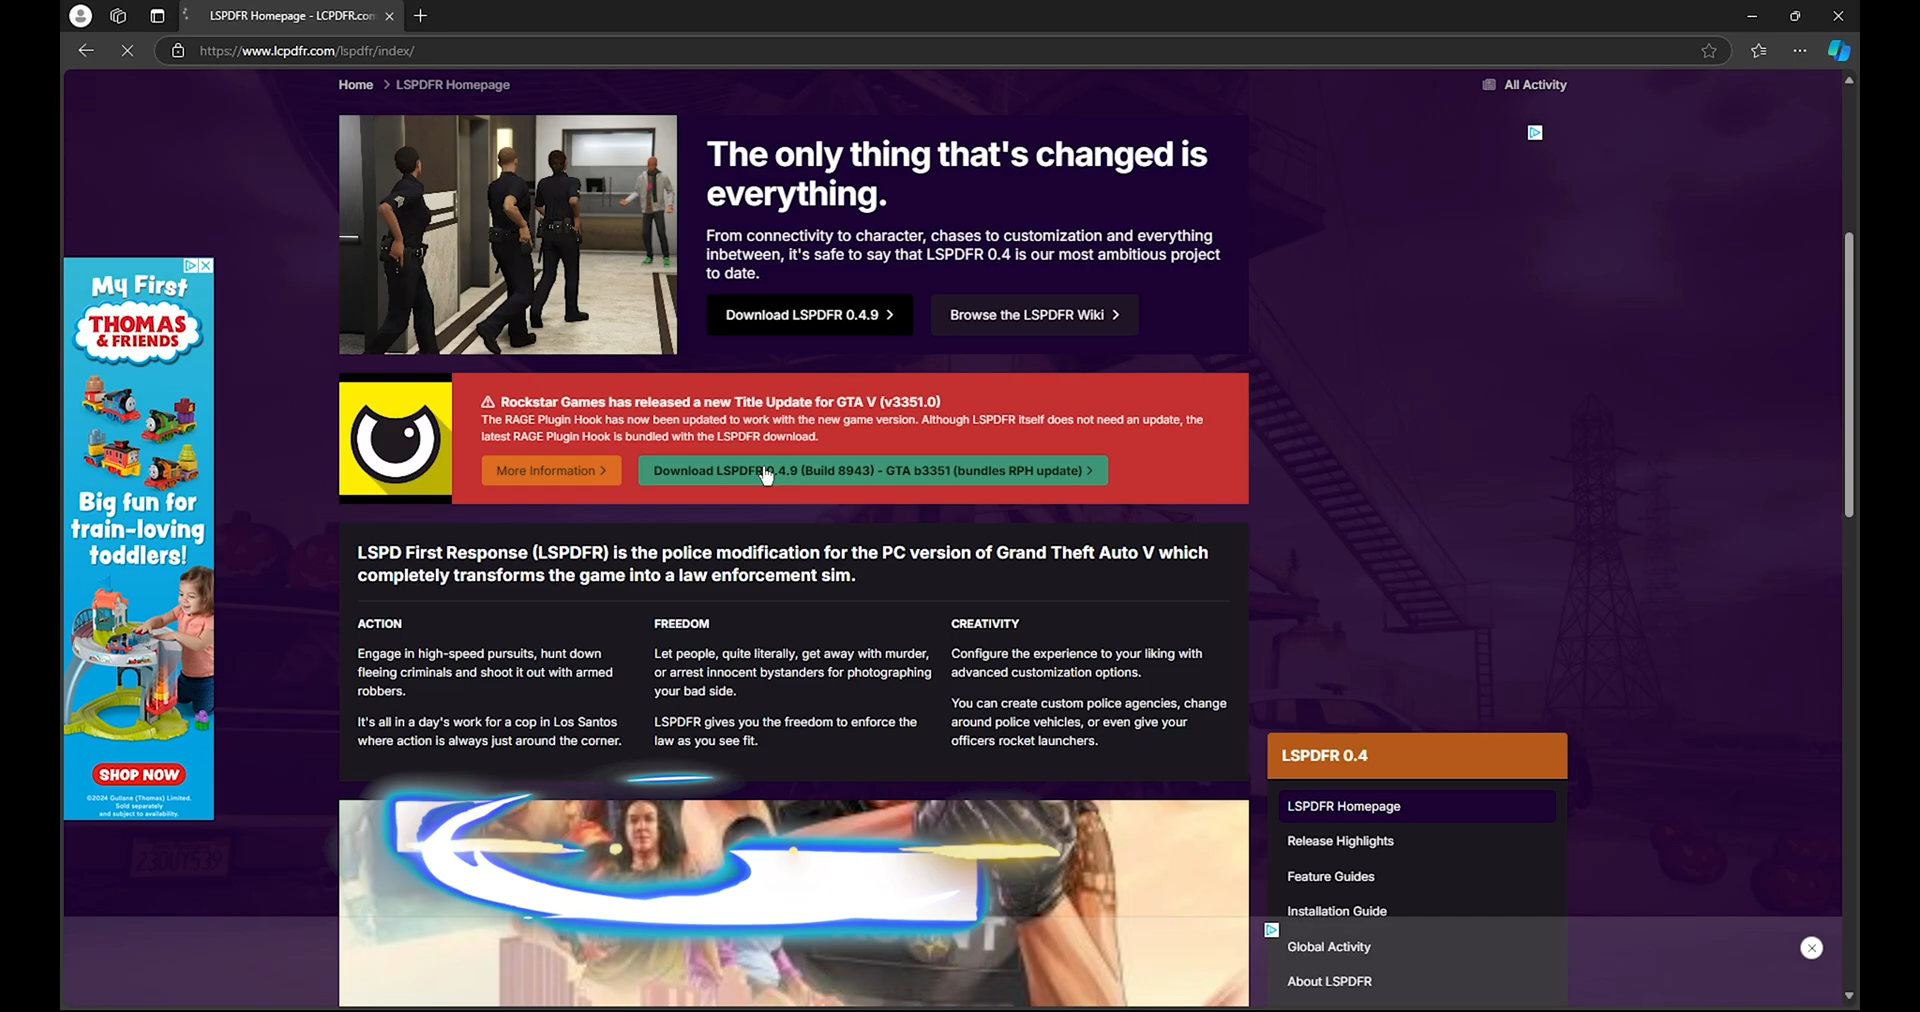 LSPDFR Homepage - LCPDFR.com
https://www.lcpdfr.com/lspdfr/index/
Home > LSPDFR Homepage
All Activity
The only thing that's changed is
everything.
From connectivity to character, chases to customization and everything
inbetween, it's safe to say that LSPDFR 0.4 is our most ambitious project
to date.
Download LSPDFR 0.4.9 >
Browse the LSPDFR Wiki >
Rockstar Games has released a new Title Update for GTA V (v3351.0)
The RAGE Plugin Hook has now been updated to work with the new game version. Although LSPDFR itself does not need an update, the
latest RAGE Plugin Hook is bundled with the LSPDFR download.
More Information >
Download LSPDFR 0.4.9 (Build 8943) - GTA b3351 (bundles RPH update) >
LSPD First Response (LSPDFR) is the police modification for the PC version of Grand Theft Auto V which
completely transforms the game into a law enforcement sim.
ACTION
Engage in high-speed pursuits, hunt down
fleeing criminals and shoot it out with armed
robbers.
It's all in a day's work for a cop in Los Santos
where action is always just around the corner.
FREEDOM
Let people, quite literally, get away with murder,
or arrest innocent bystanders for photographing
your bad side.
LSPDFR gives you the freedom to enforce the
law as you see fit.
CREATIVITY
Configure the experience to your liking with
advanced customization options.
You can create custom police agencies, change
around police vehicles, or even give your
officers rocket launchers.
My First
THOMAS
& FRIENDS
Big fun for
train-loving
toddlers!
SHOP NOW
©2024 Gullane (Thomas) Limited.
Sold separately
and subject to availability.
LSPDFR 0.4
LSPDFR Homepage
Release Highlights
Feature Guides
Installation Guide
Global Activity
About LSPDFR